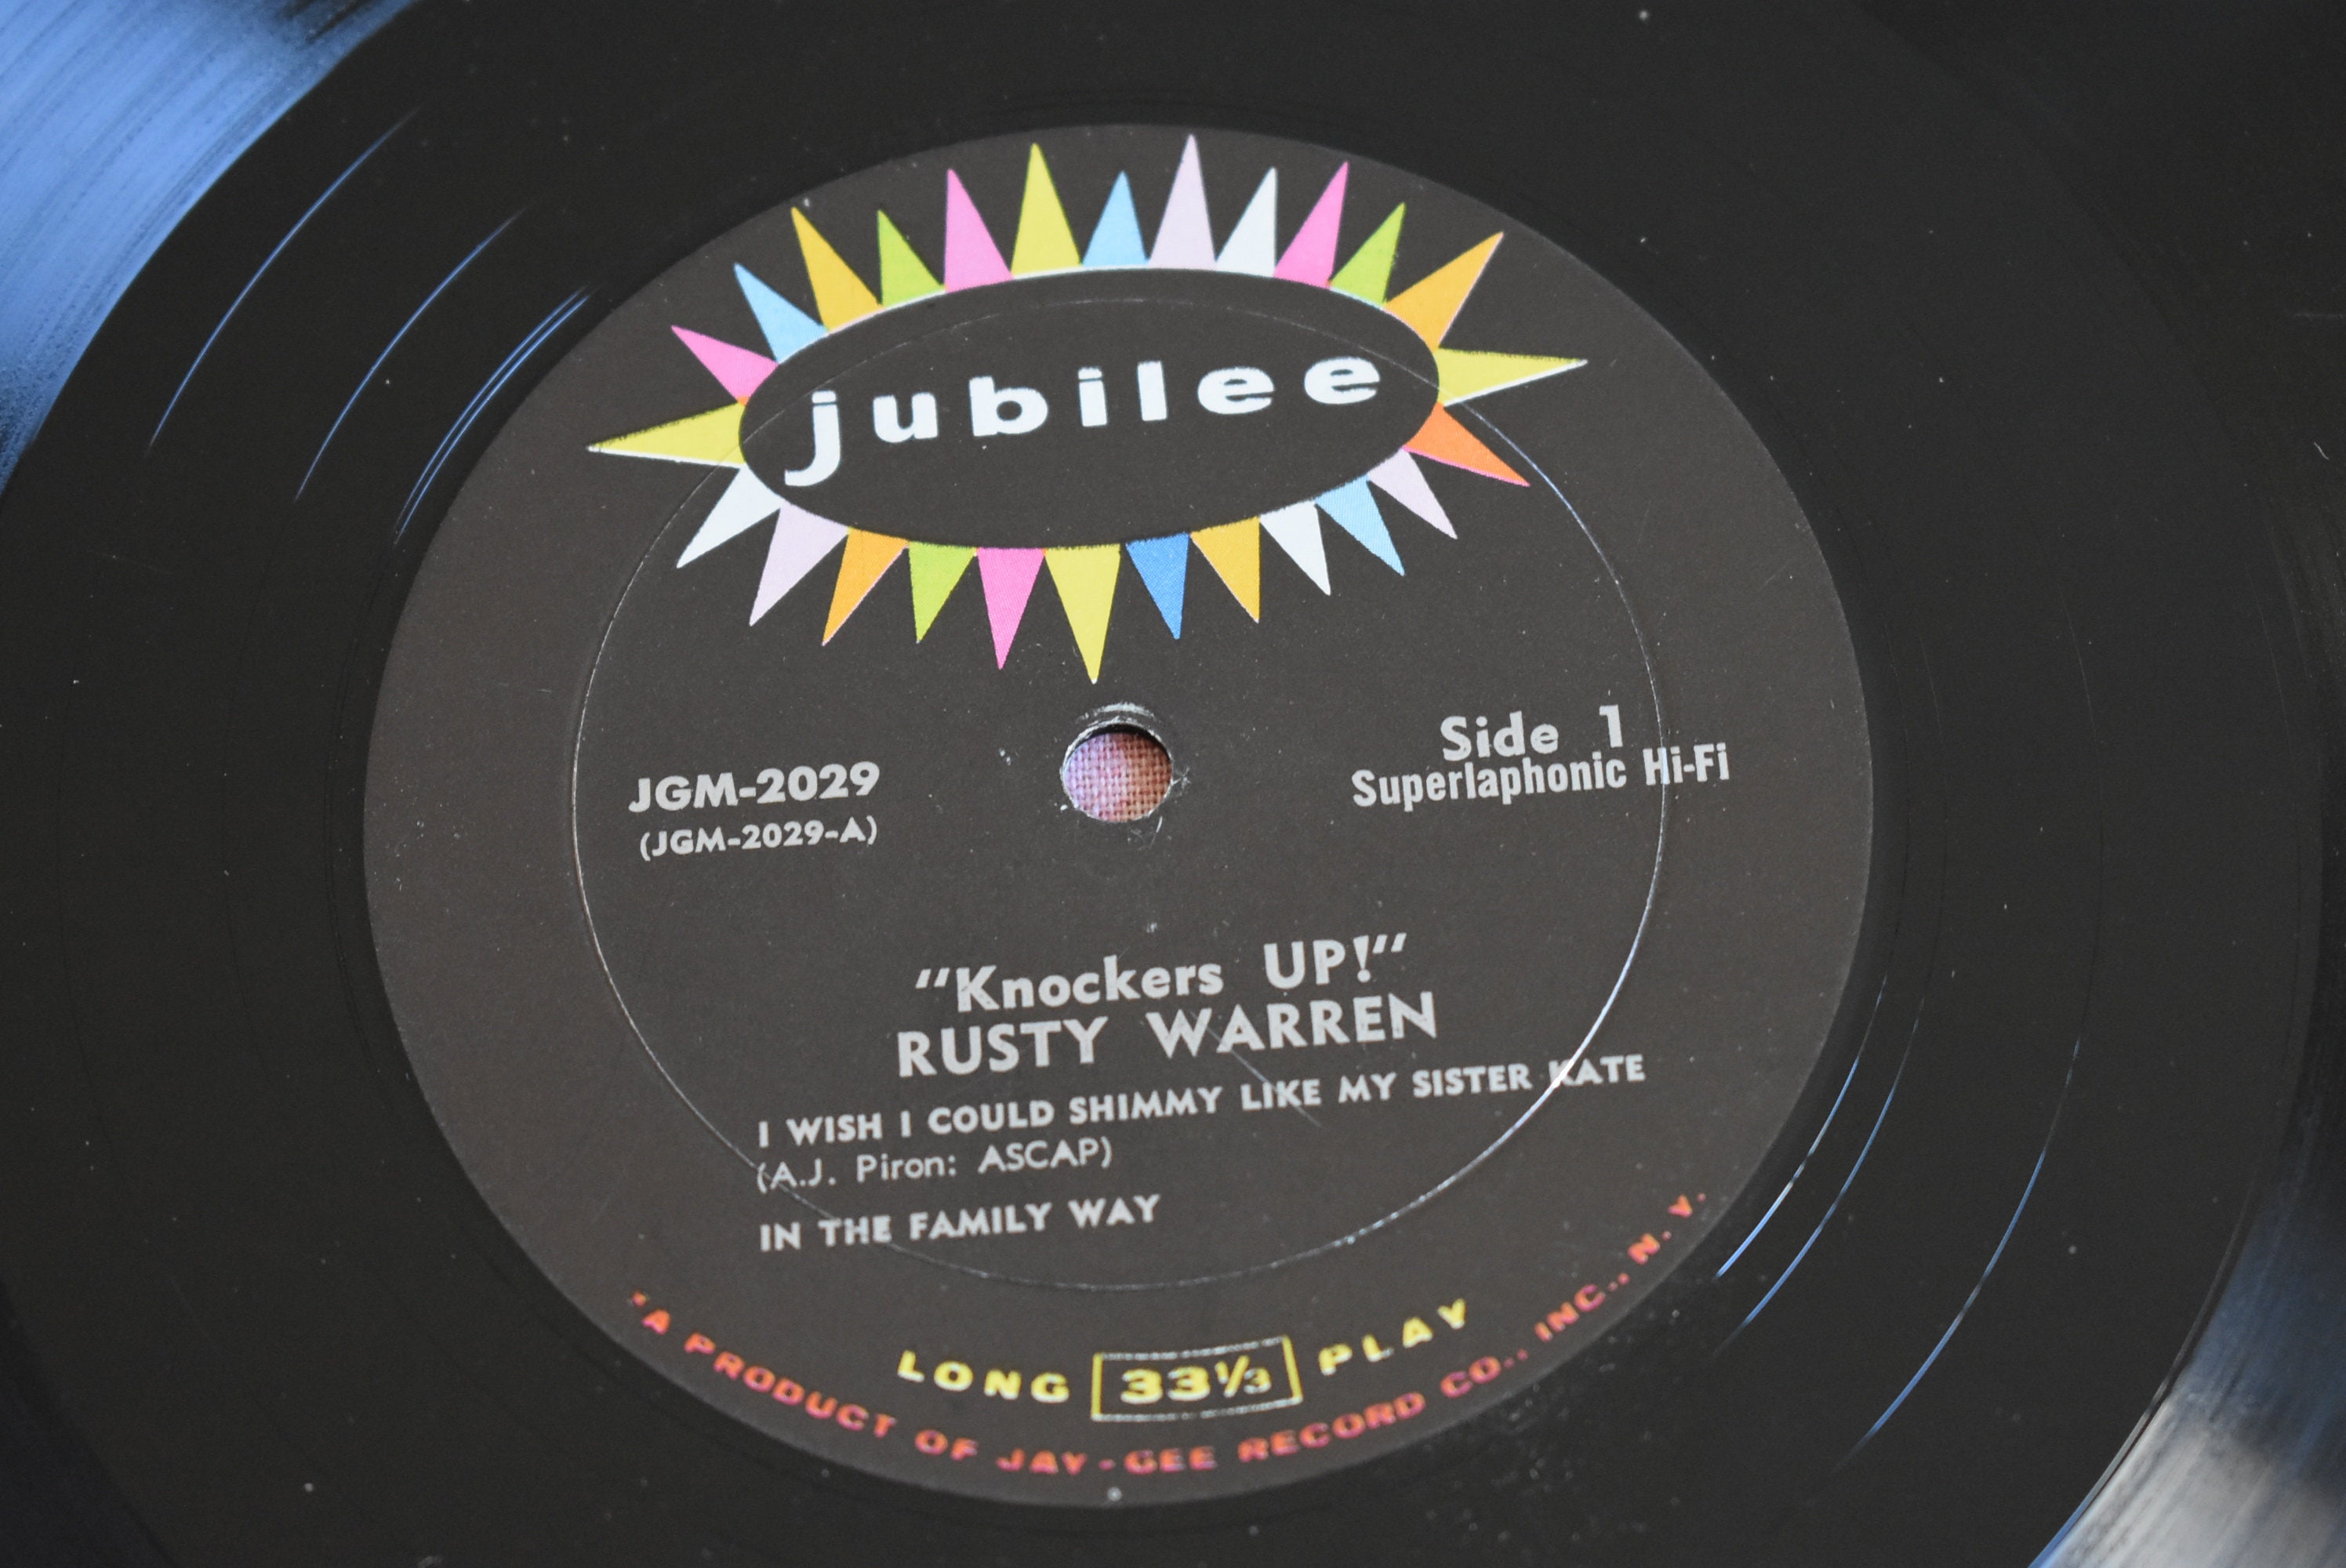 jubilee
Side 1
Superlaphonic Hi-Fi
JGM-2029
(JGM-2029-A)
"Knockers UP!"
RUSTY WARREN
I WISH I COULD SHIMMY LIKE MY SISTER KATE
(A.J. Piron: ASCAP)
IN THE FAMILY WAY
LONG 33⅓ PLAY
*A PRODUCT OF JAY-GEE RECORD CO., INC., N.Y.